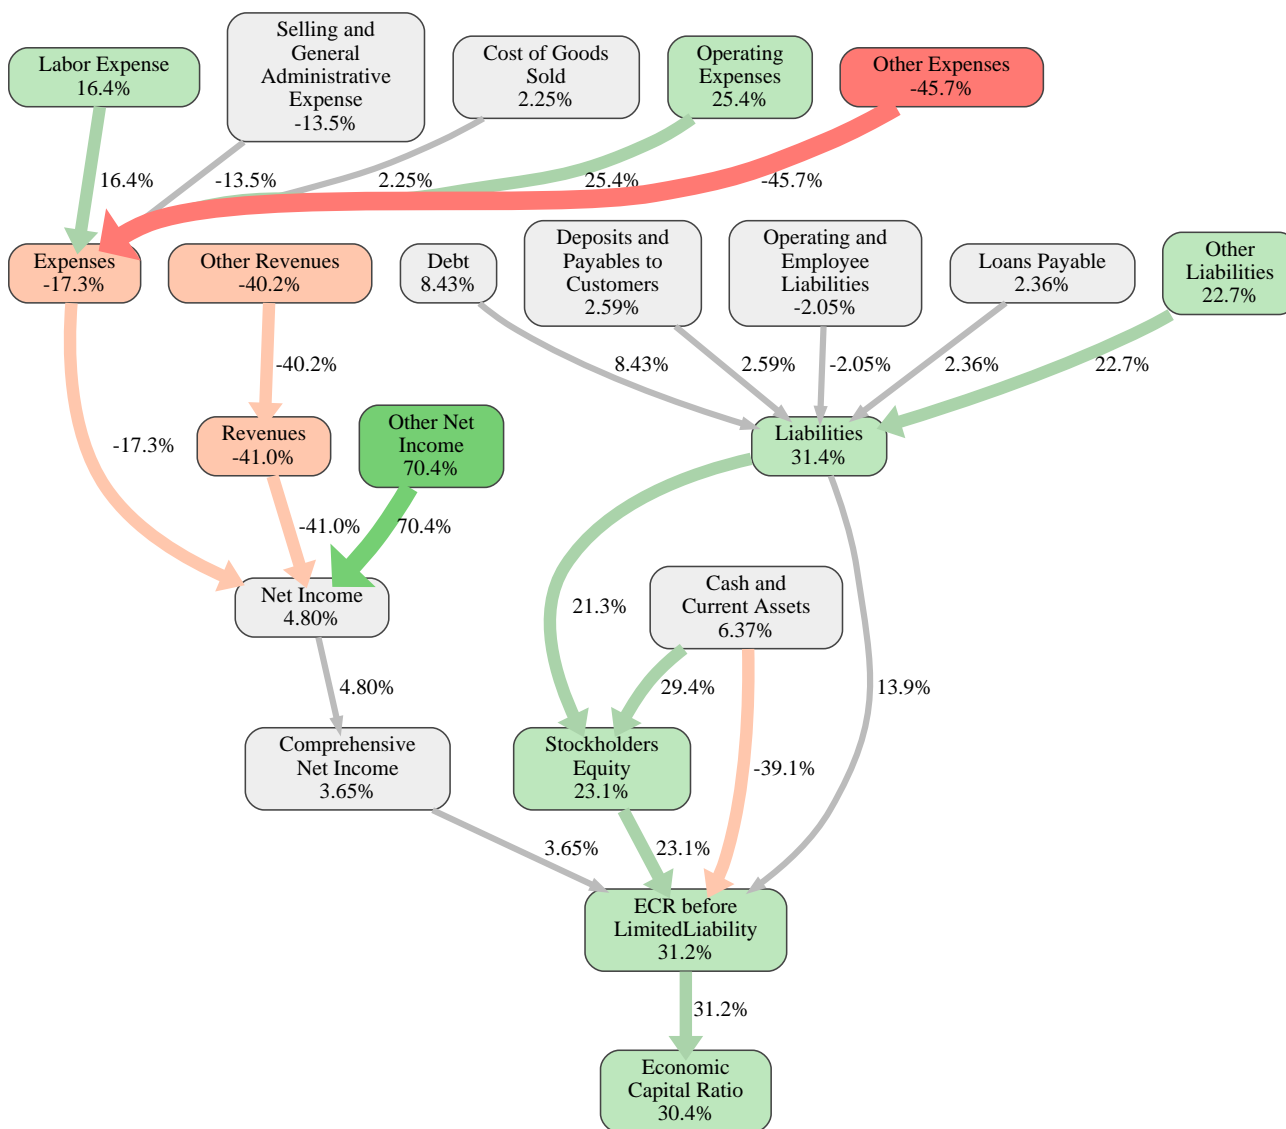 Labor Expense
16.4%
Selling and
General
Administrative
Expense
-13.5%
Cost of Goods
Sold
2.25%
Operating
Expenses
25.4%
Other Expenses
-45.7%
16.4%
-13.5%
2.25%
25.4%
-45.7%
Expenses
-17.3%
Other Revenues
-40.2%
Debt
8.43%
Deposits and
Payables to
Customers
2.59%
Operating and
Employee
Liabilities
-2.05%
Loans Payable
2.36%
Other
Liabilities
22.7%
-40.2%
8.43%
2.59%
-2.05%
2.36%
22.7%
-17.3%
Revenues
-41.0%
Other Net
Income
70.4%
Liabilities
31.4%
-41.0%
70.4%
Net Income
4.80%
21.3%
Cash and
Current Assets
6.37%
4.80%
29.4%
13.9%
Comprehensive
Net Income
3.65%
Stockholders
Equity
23.1%
-39.1%
3.65%
23.1%
ECR before
LimitedLiability
31.2%
31.2%
Economic
Capital Ratio
30.4%